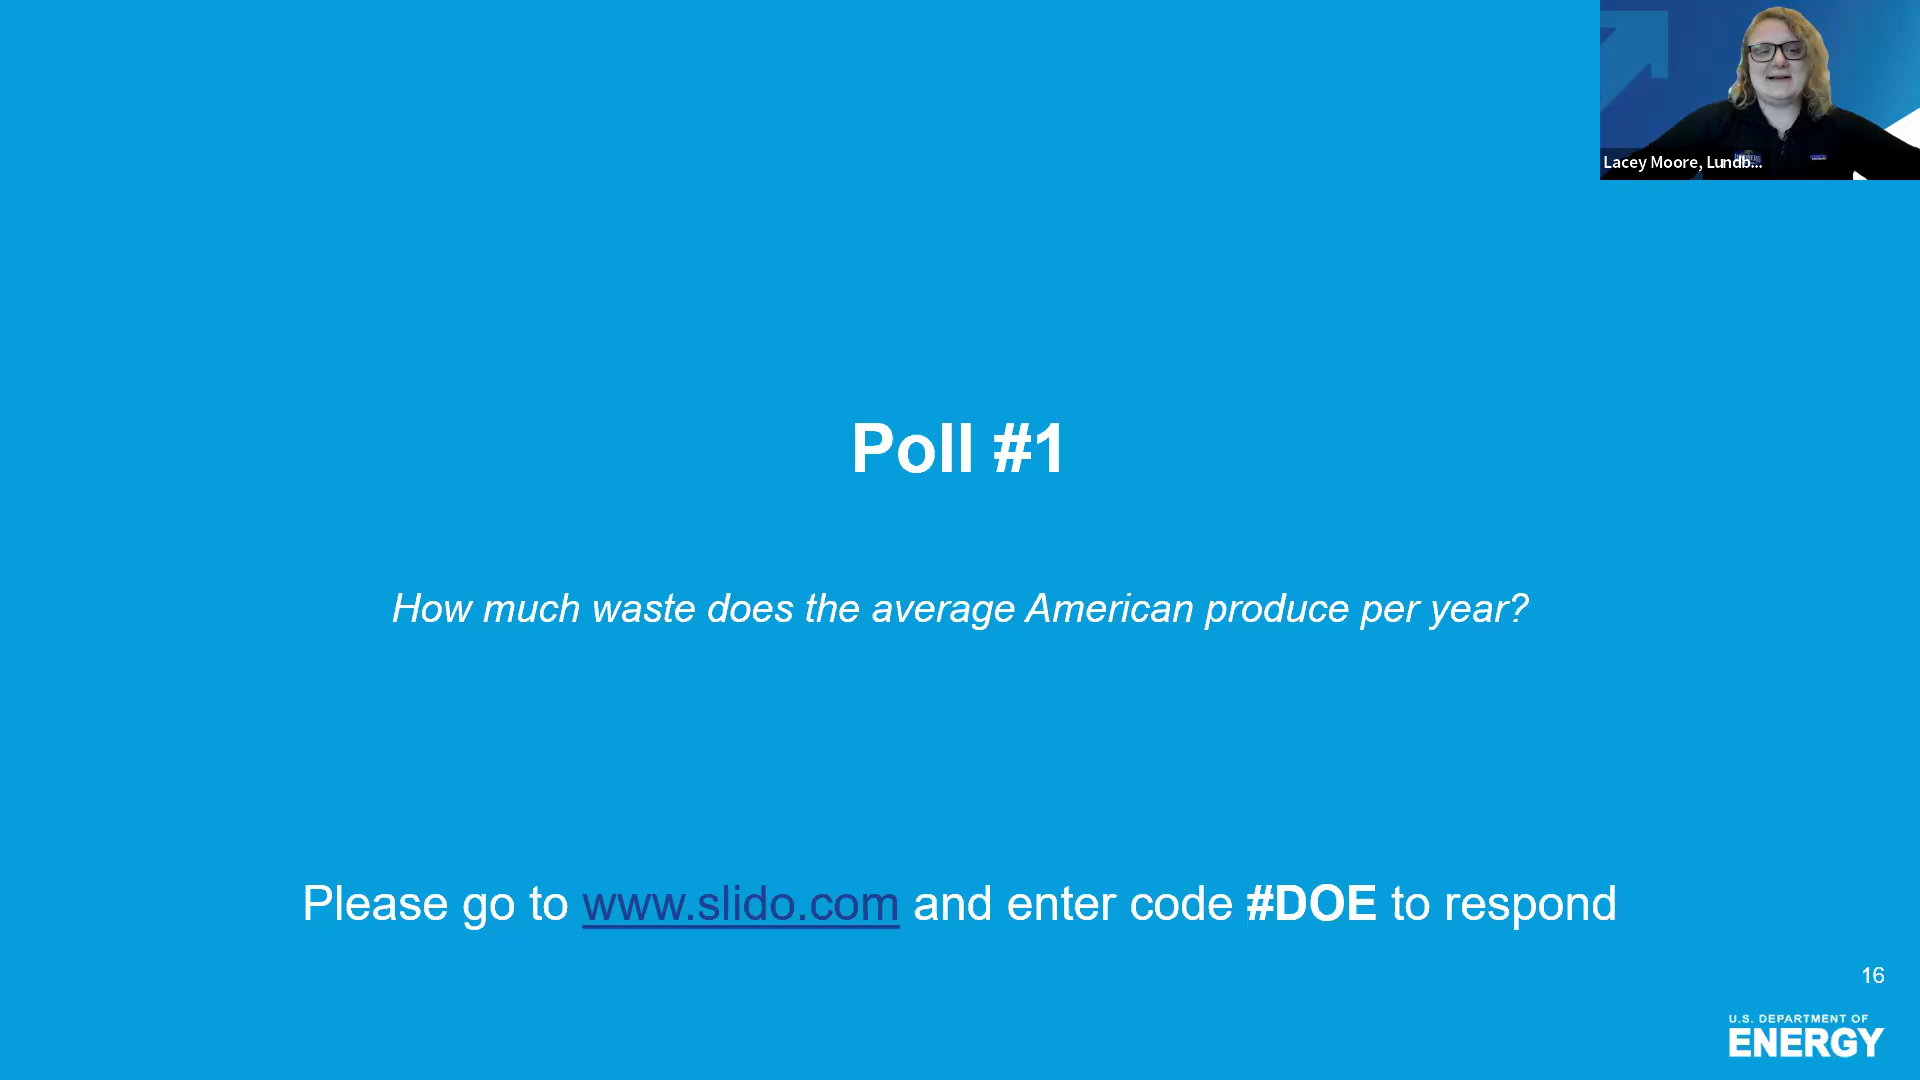 Lacey Moore, Lundb...
Poll #1
How much waste does the average American produce per year?
Please go to www.slido.com and enter code #DOE to respond
16
U.S. DEPARTMENT OF
ENERGY